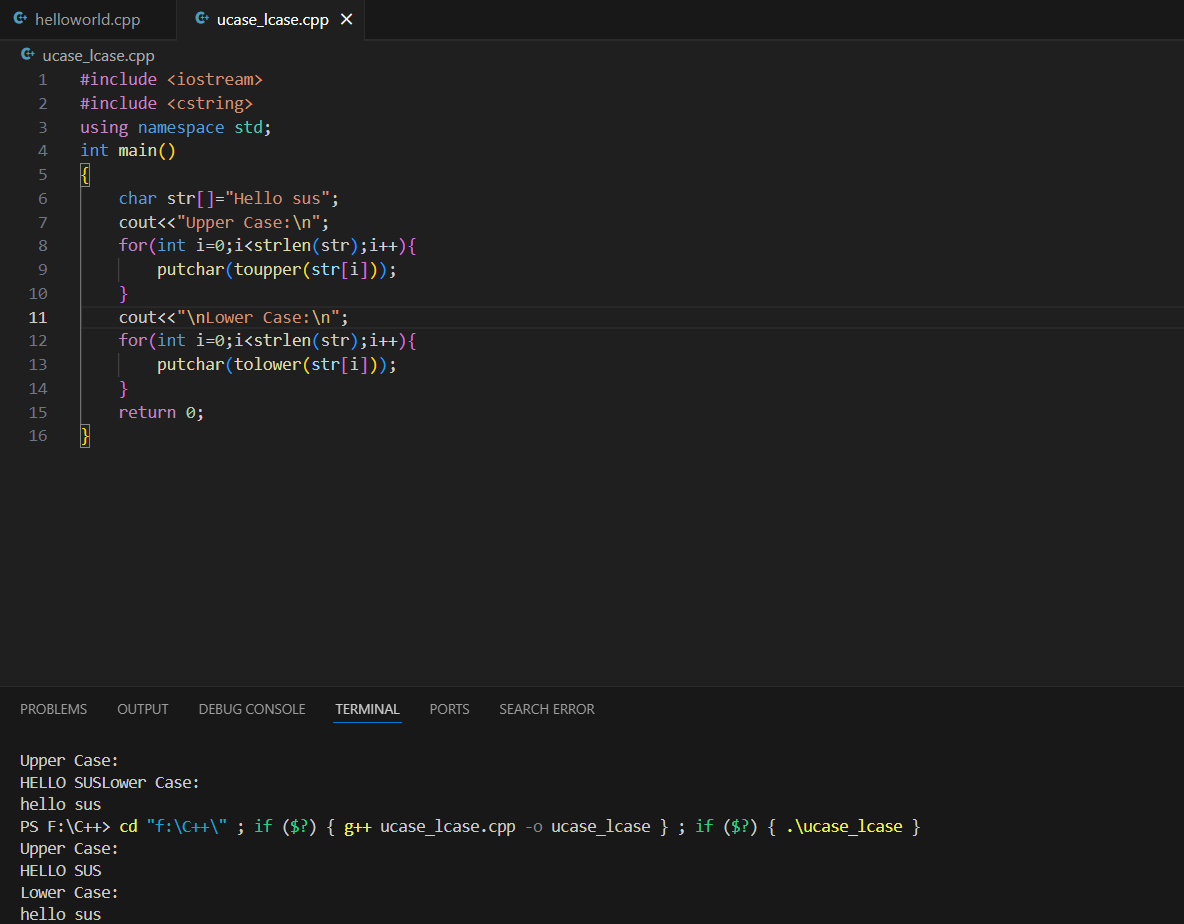 helloworld.cpp ucase_lcase.cpp
ucase_lcase.cpp
1 #include <iostream>
2 #include <cstring>
3 using namespace std;
4 int main()
5 {
6     char str[]="Hello sus";
7     cout<<"Upper Case:\n";
8     for(int i=0;i<strlen(str);i++){
9         putchar(toupper(str[i]));
10     }
11     cout<<"\nLower Case:\n";
12     for(int i=0;i<strlen(str);i++){
13         putchar(tolower(str[i]));
14     }
15     return 0;
16 }
PROBLEMS OUTPUT DEBUG CONSOLE TERMINAL PORTS SEARCH ERROR
Upper Case:
HELLO SUSLower Case:
hello sus
PS F:\C++> cd "f:\C++\" ; if ($?) { g++ ucase_lcase.cpp -o ucase_lcase } ; if ($?) { .\ucase_lcase }
Upper Case:
HELLO SUS
Lower Case:
hello sus